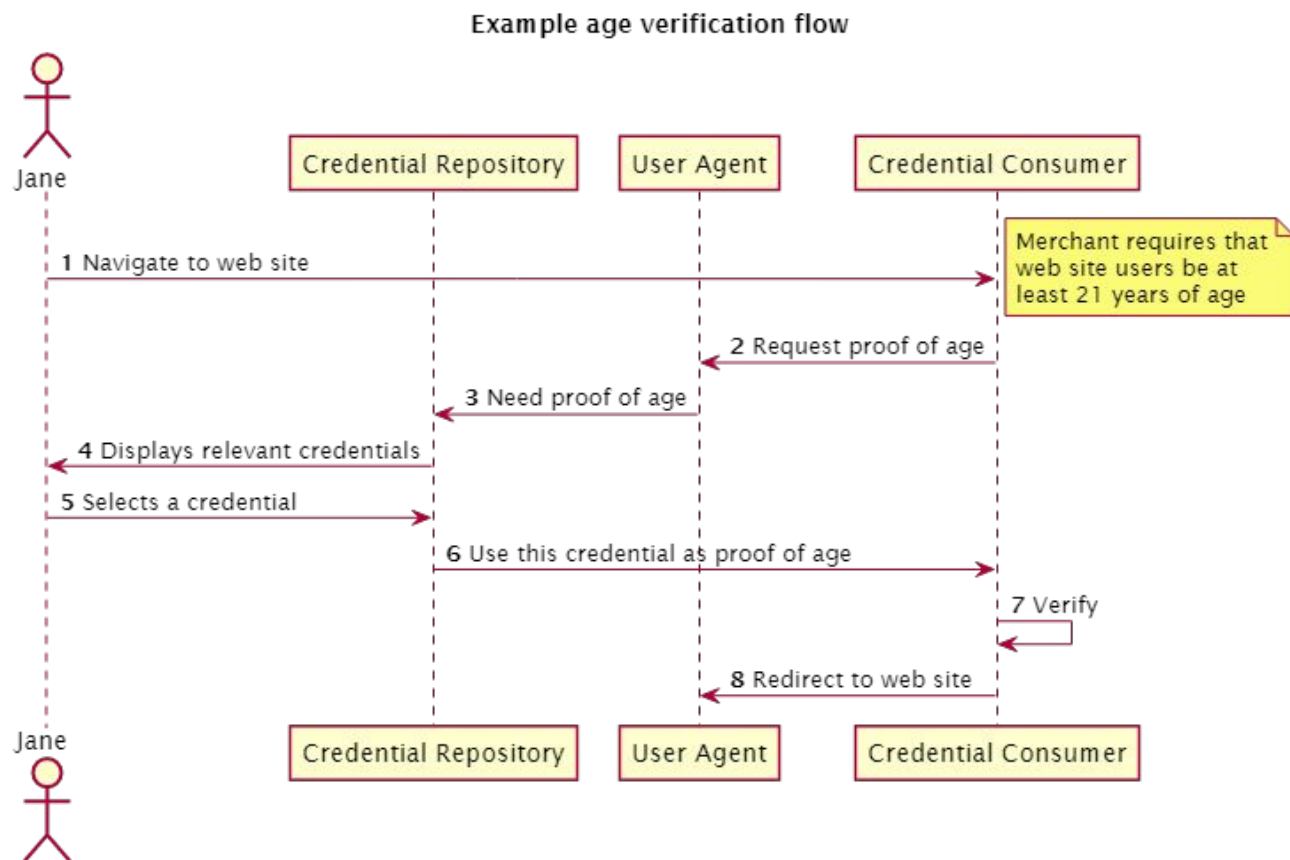 Example age verification flow
Jane
Credential Repository
User Agent
Credential Consumer
Merchant requires that
web site users be at
least 21 years of age
1 Navigate to web site
2 Request proof of age
3 Need proof of age
4 Displays relevant credentials
5 Selects a credential
6 Use this credential as proof of age
7 Verify
8 Redirect to web site
Jane
Credential Repository
User Agent
Credential Consumer